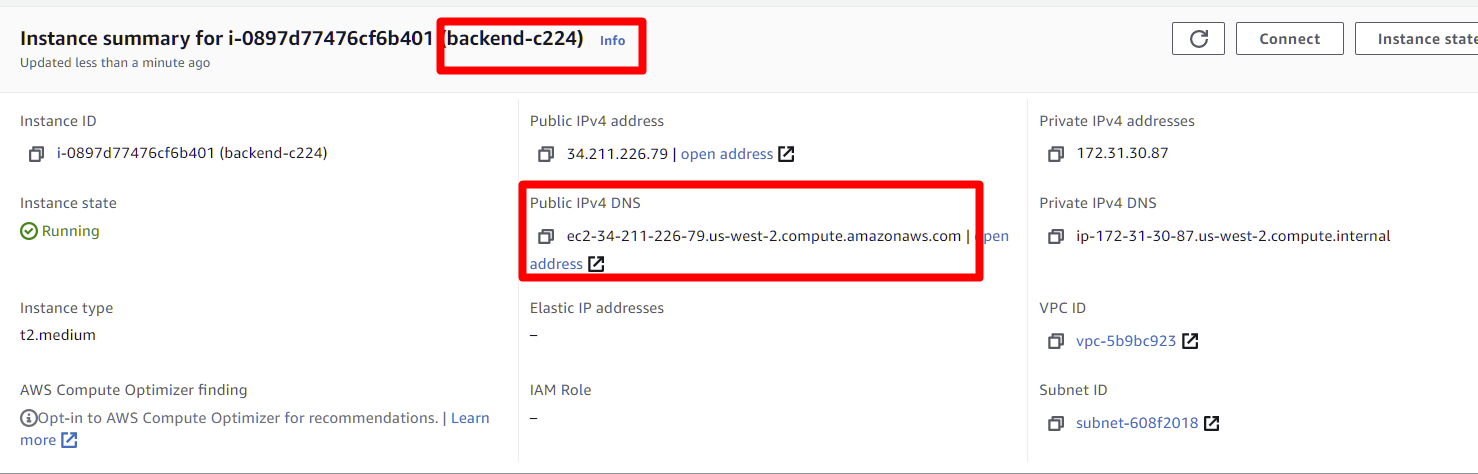 Instance summary for i-0897d77476cf6b401 (backend-c224) Info
Updated less than a minute ago
Connect
Instance state
Instance ID
i-0897d77476cf6b401 (backend-c224)
Public IPv4 address
34.211.226.79 | open address
Private IPv4 addresses
172.31.30.87
Instance state
Running
Public IPv4 DNS
ec2-34-211-226-79.us-west-2.compute.amazonaws.com | open
address
Private IPv4 DNS
ip-172-31-30-87.us-west-2.compute.internal
Instance type
t2.medium
Elastic IP addresses
–
VPC ID
vpc-5b9bc923
AWS Compute Optimizer finding
Opt-in to AWS Compute Optimizer for recommendations. | Learn
more
IAM Role
–
Subnet ID
subnet-608f2018